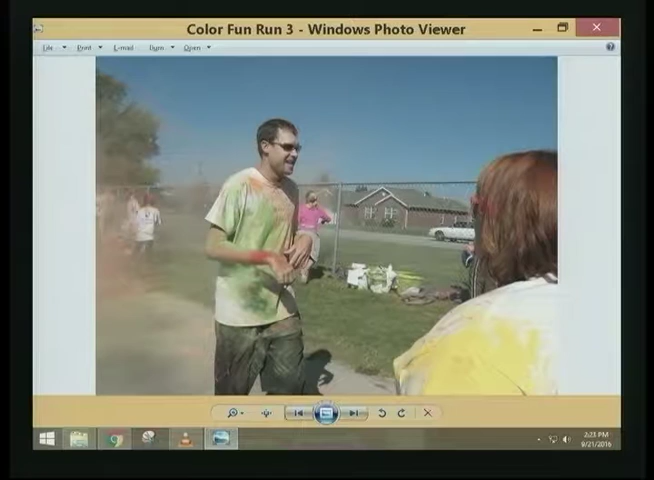 Color Fun Run 3 - Windows Photo Viewer
File Print E-mail Burn Open
2:23 PM
9/21/2016